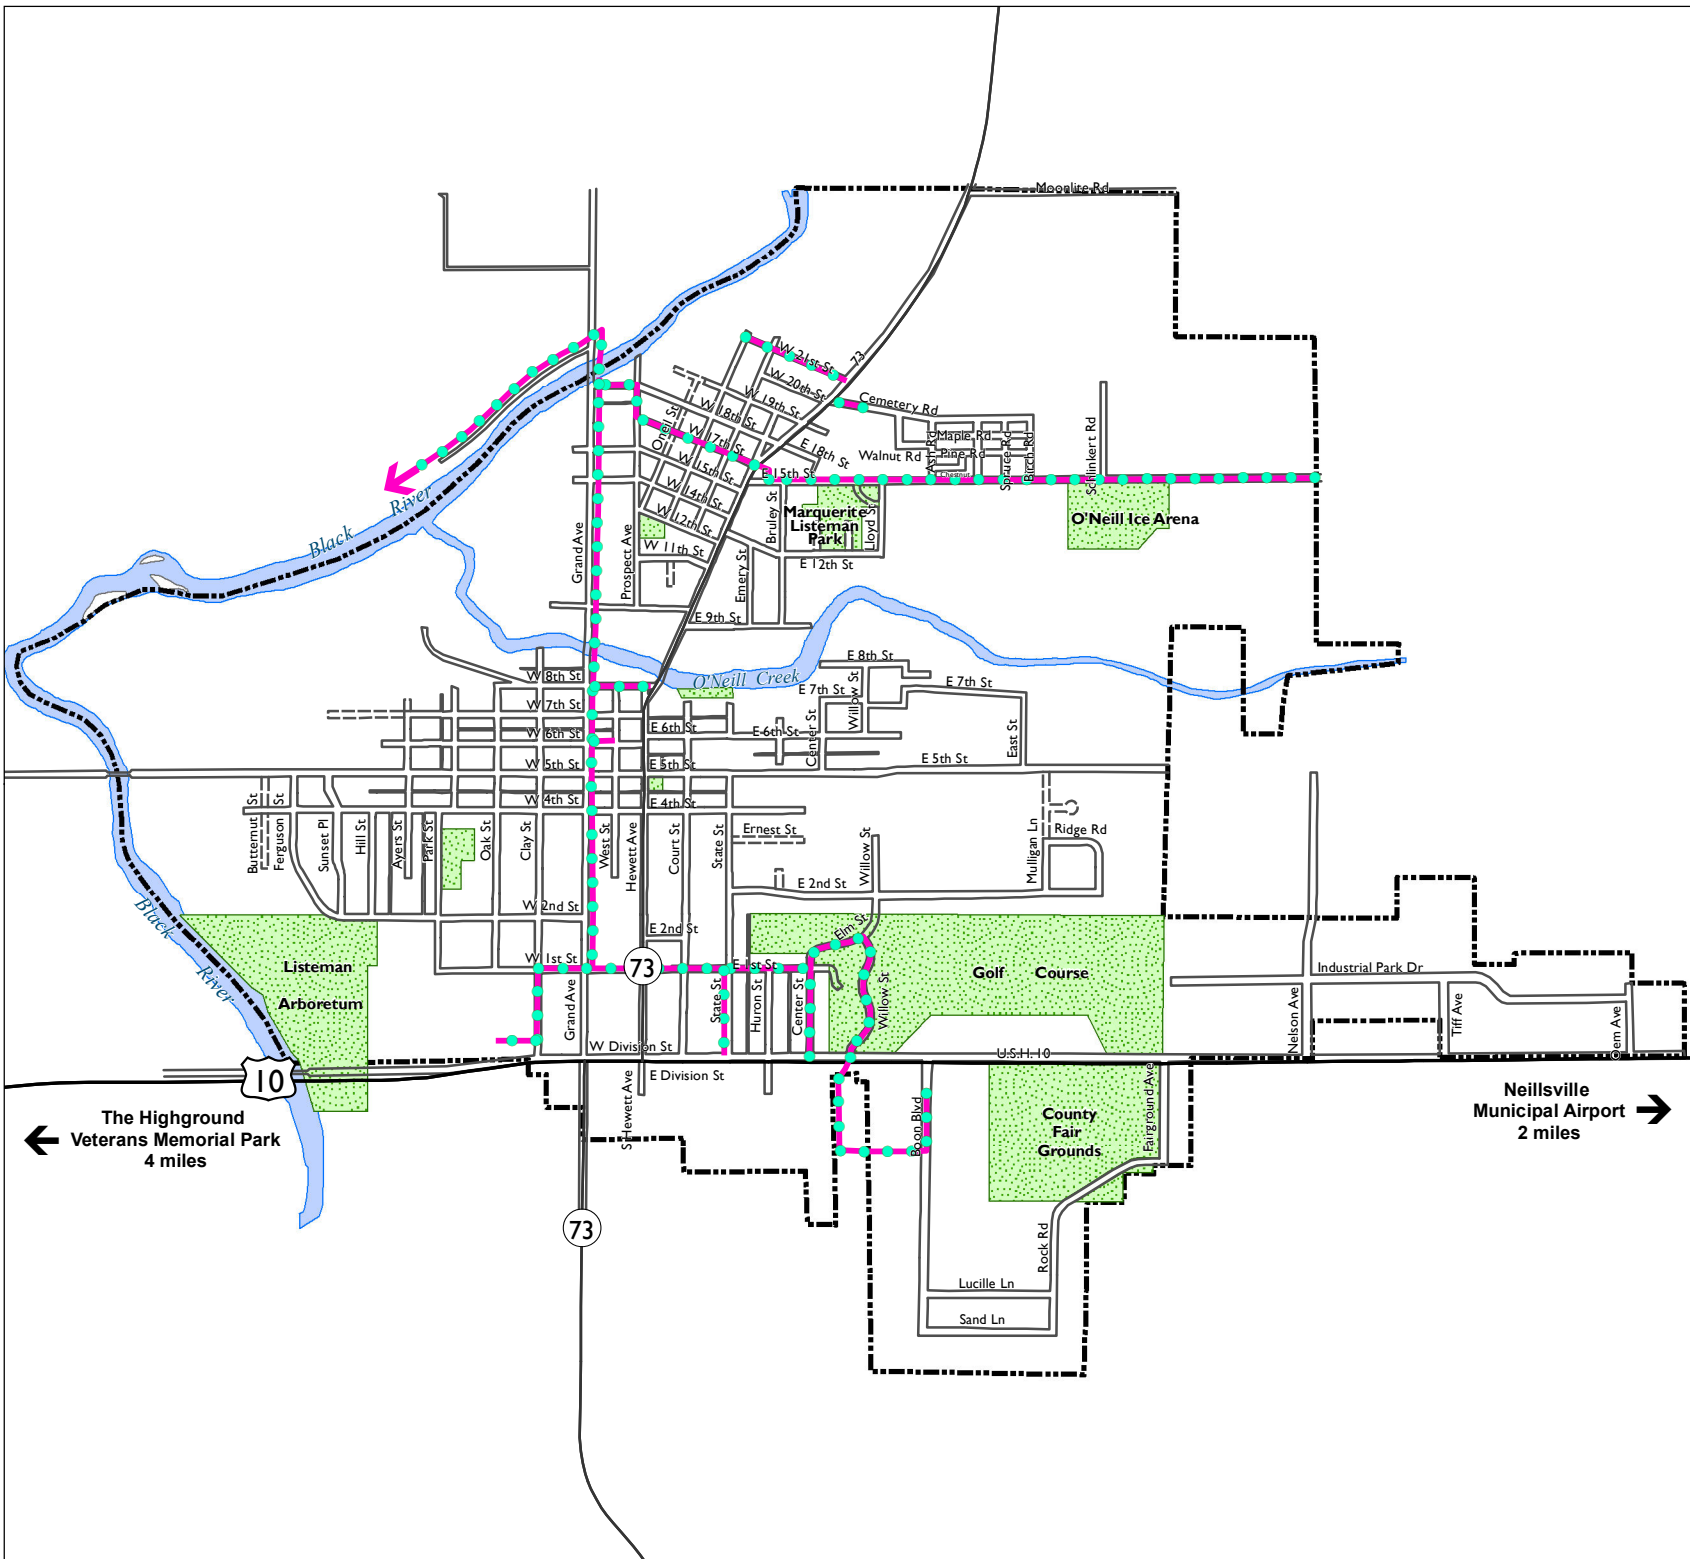 Moonlite Rd
73
W 21st St
W 20th St
W 19th St
Cemetery Rd
W 18th St
Oneil St
W 17th St
E 18th St
Maple Rd
Walnut Rd
Ash Rd
Pine Rd
Spruce Rd
Birch Rd
Schlinkert Rd
W 15th St
E 15th St
Chestnut
W 14th St
W 12th St
Black River
Marquerite
Listeman
Park
Bruley St
Lloyd St
O'Neill Ice Arena
Grand Ave
Prospect Ave
W 11th St
Emery St
E 12th St
E 9th St
O'Neill Creek
E 8th St
W 8th St
E 7th St
Willow St
E 7th St
W 7th St
E 6th St
E 6th St
W 6th St
Center St
East St
W 5th St
E 5th St
E 5th St
W 4th St
E 4th St
Butternut St
Ferguson St
Sunset Pl
Hill St
Ayers St
Park St
Oak St
Clay St
West St
Hewett Ave
Court St
State St
Ernest St
Willow St
Mulligan Ln
Ridge Rd
E 2nd St
W 2nd St
E 2nd St
Elm St
Black
River
Listeman
Arboretum
W 1st St
73
E 1st St
Golf Course
Industrial Park Dr
Grand Ave
State St
Huron St
Center St
Willow St
Nelson Ave
Tiff Ave
Gem Ave
W Division St
U.S.H. 10
10
E Division St
S Hewett Ave
Boon Blvd
County
Fair
Grounds
Fairground Ave
The Highground
Veterans Memorial Park
4 miles
Neillsville
Municipal Airport
2 miles
73
Rock Rd
Lucille Ln
Sand Ln